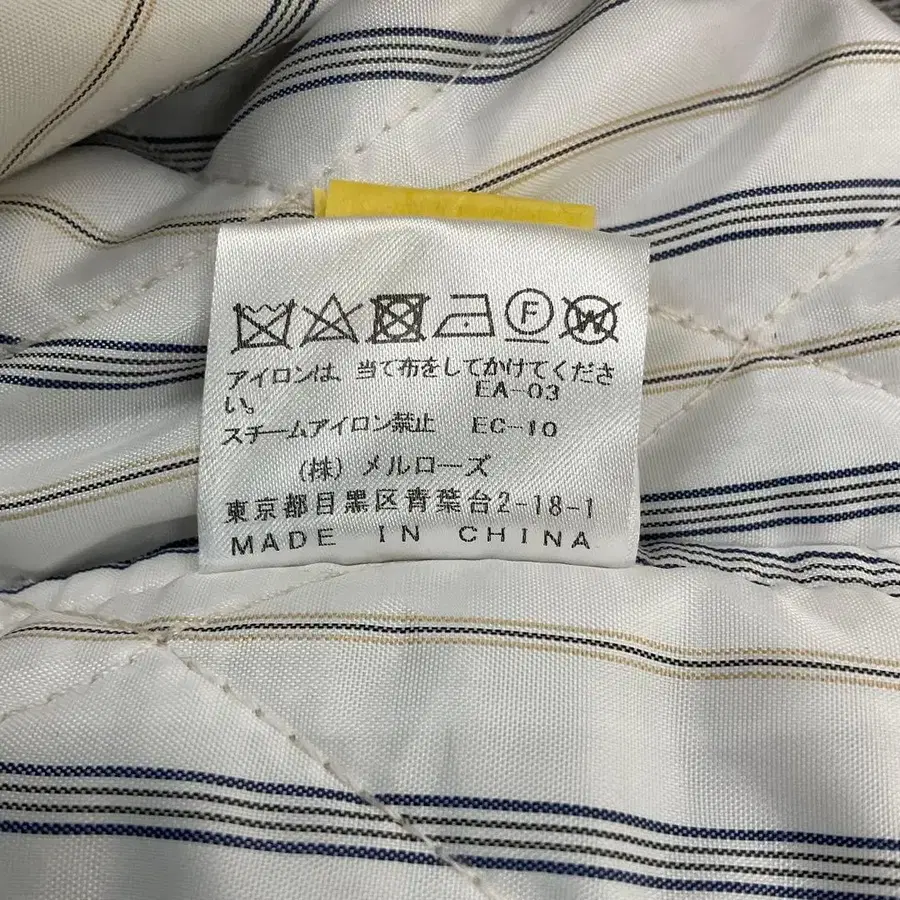 F W
アイロンは、当て布をしてかけてくださ
い。 EA-03
スチームアイロン禁止 EC-10
(株) メルローズ
東京都目黒区青葉台2-18-1
MADE IN CHINA